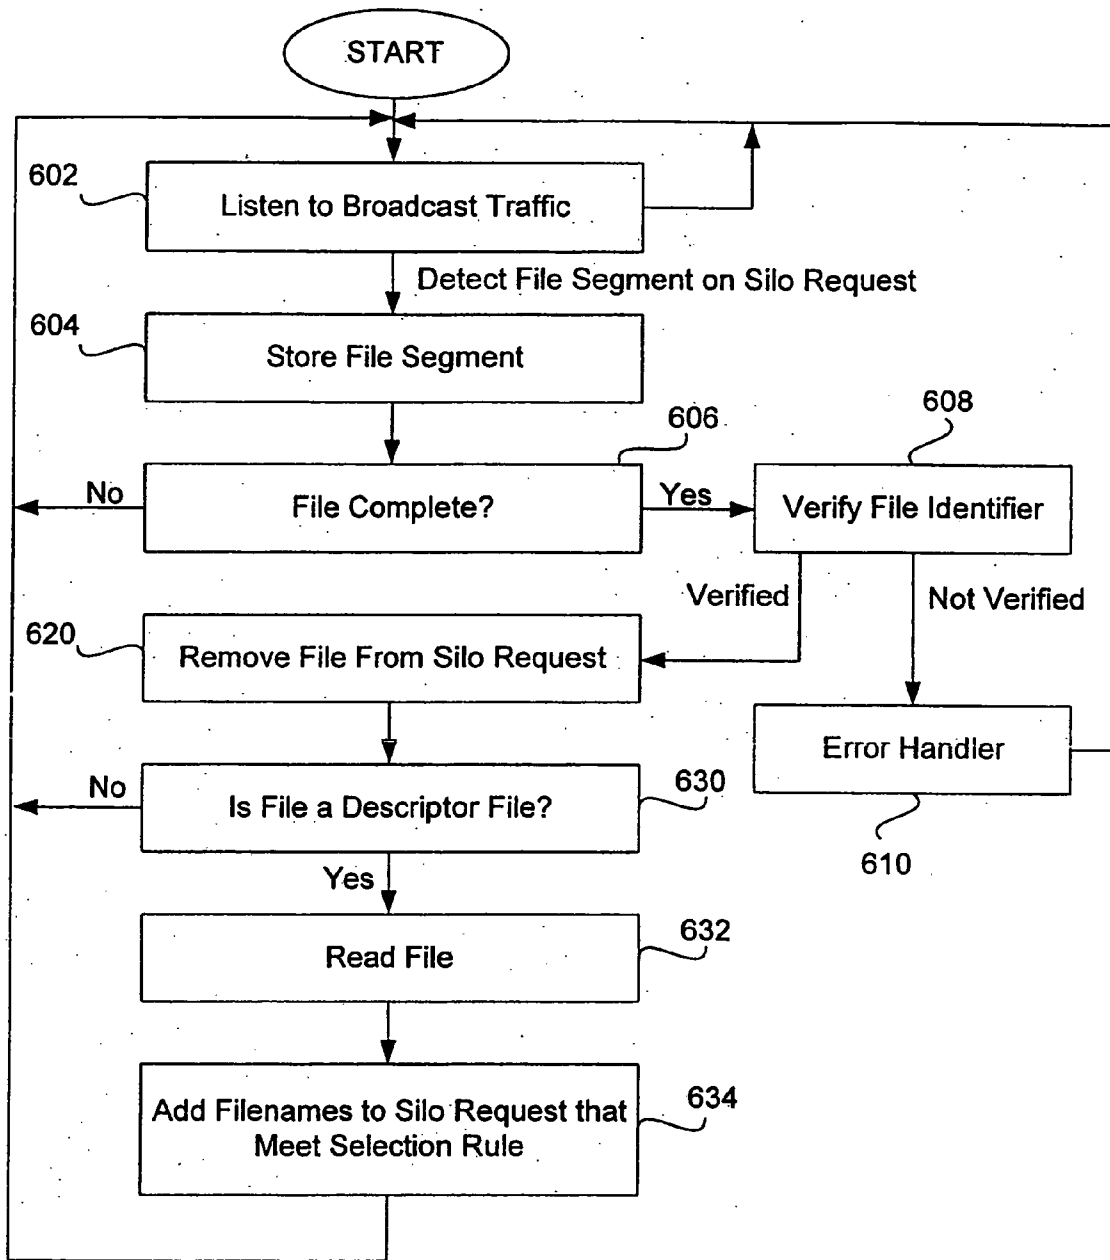 START
602
Listen to Broadcast Traffic
Detect File Segment on Silo Request
604
Store File Segment
606
608
No
File Complete?
Yes
Verify File Identifier
Verified
Not Verified
620
Remove File From Silo Request
Error Handler
610
No
Is File a Descriptor File?
630
Yes
Read File
632
Add Filenames to Silo Request that
Meet Selection Rule
634